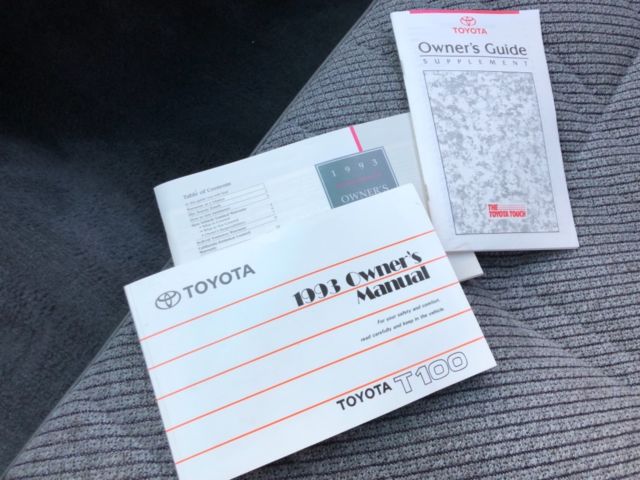 TOYOTA
Owner's Guide
SUPPLEMENT
THE
TOYOTA TOUCH
Table of Contents
1993
OWNER'S
TOYOTA
1993 Owner's
Manual
For your safety and comfort,
read carefully and keep in the vehicle.
TOYOTA T100